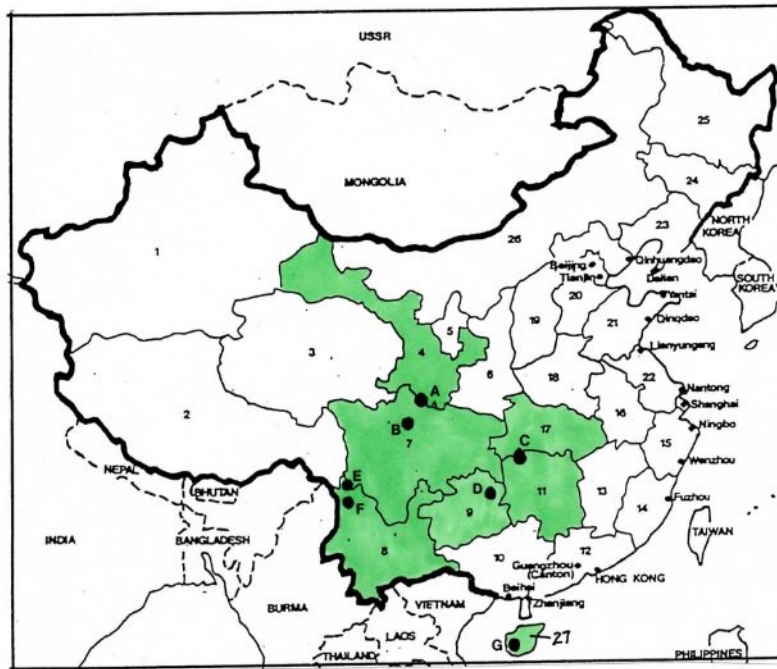 USSR
25
24
MONGOLIA
23
NORTH
KOREA
1
26
Qinhuangdao
Beijing
Tianjin
Dalian
SOUTH
KOREA
20
Yantai
5
19
21
Qingdao
3
4
6
Lianyungang
18
A
22
Nantong
2
Shanghai
B
7
17
16
Ningbo
C
15
NEPAL
E
Wenzhou
BHUTAN
D
F
9
11
13
Fuzhou
14
INDIA
BANGLADESH
TAIWAN
8
10
12
Guangzhou
(Canton)
HONG KONG
Beihai
BURMA
VIETNAM
Zhanjiang
LAOS
G
27
THAILAND
PHILIPPINES